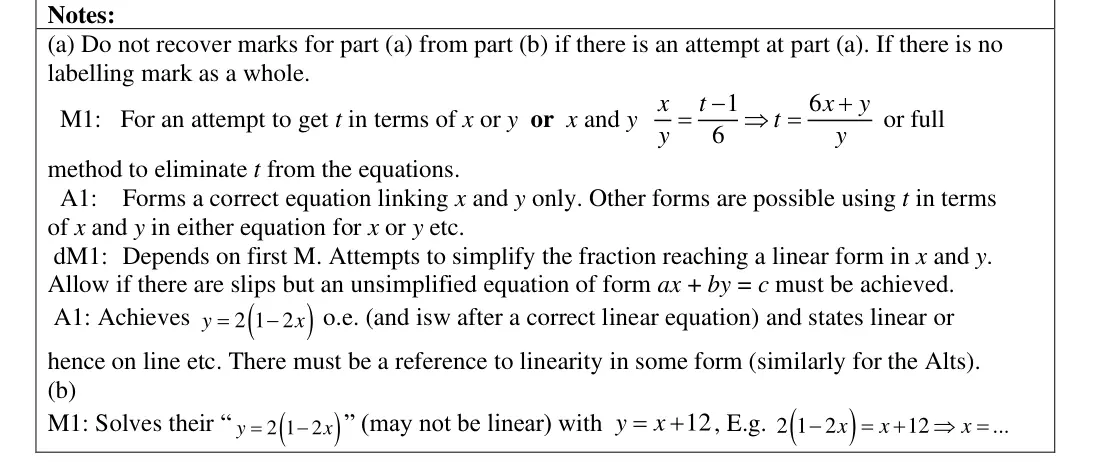 Notes:
(a) Do not recover marks for part (a) from part (b) if there is an attempt at part (a). If there is no
labelling mark as a whole.
M1: For an attempt to get t in terms of x or y or x and y x/y = (t−1)/6 ⇒ t = (6x+y)/y or full
method to eliminate t from the equations.
A1: Forms a correct equation linking x and y only. Other forms are possible using t in terms
of x and y in either equation for x or y etc.
dM1: Depends on first M. Attempts to simplify the fraction reaching a linear form in x and y.
Allow if there are slips but an unsimplified equation of form ax + by = c must be achieved.
A1: Achieves y = 2(1−2x) o.e. (and isw after a correct linear equation) and states linear or
hence on line etc. There must be a reference to linearity in some form (similarly for the Alts).
(b)
M1: Solves their “y = 2(1−2x)” (may not be linear) with y = x+12, E.g. 2(1−2x) = x+12 ⇒ x = ...